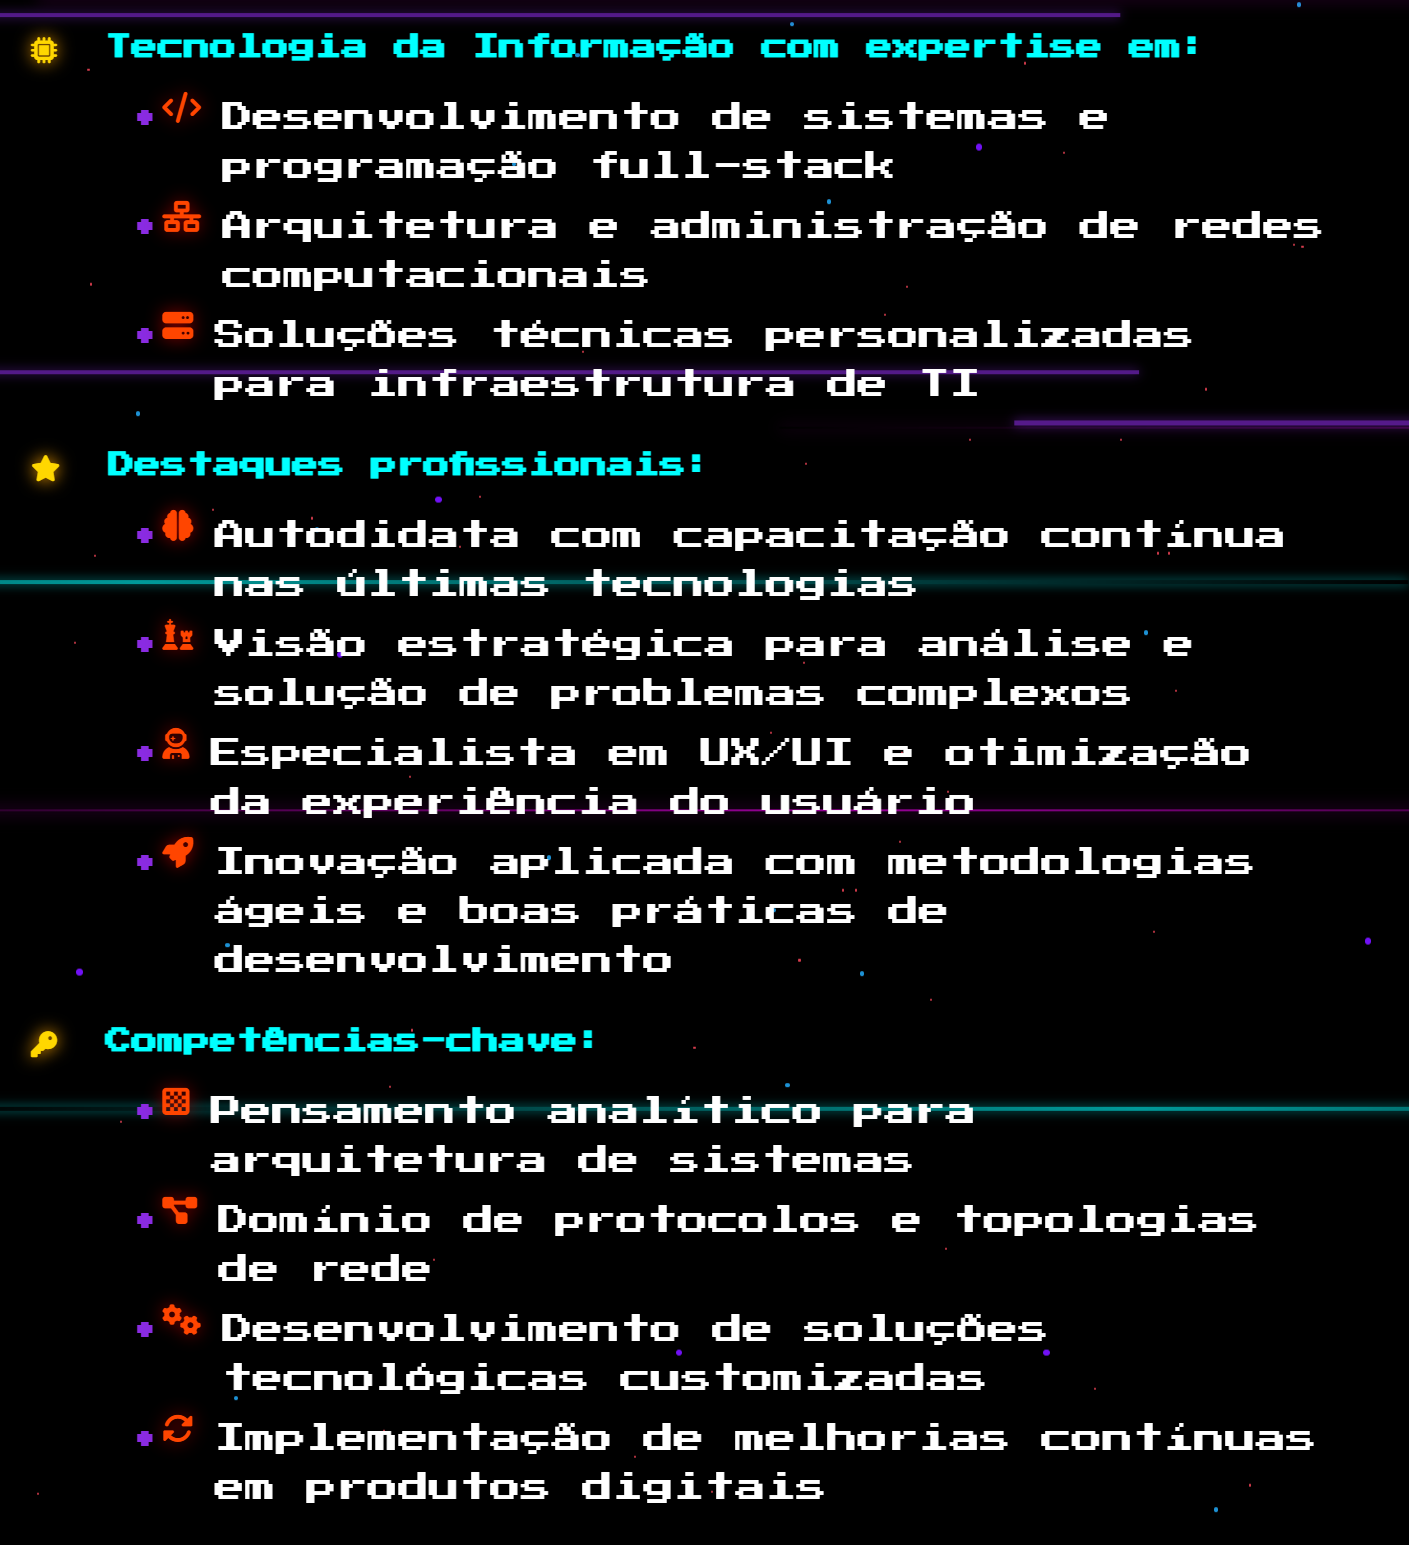 Tecnologia da Informação com expertise em:
Desenvolvimento de sistemas e
programação full-stack
Arquitetura e administração de redes
computacionais
Soluções técnicas personalizadas
para infraestrutura de TI
Destaques profissionais:
Autodidata com capacitação contínua
nas últimas tecnologias
Visão estratégica para análise e
solução de problemas complexos
Especialista em UX/UI e otimização
da experiência do usuário
Inovação aplicada com metodologias
ágeis e boas práticas de
desenvolvimento
Competências-chave:
Pensamento analítico para
arquitetura de sistemas
Domínio de protocolos e topologias
de rede
Desenvolvimento de soluções
tecnológicas customizadas
Implementação de melhorias contínuas
em produtos digitais